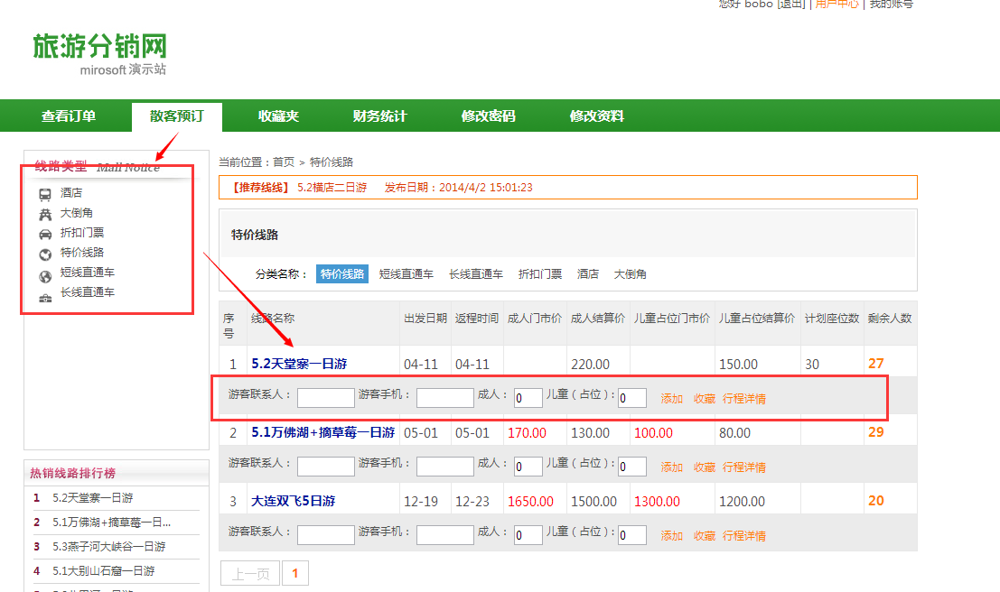 您好 bobo [退出] | 用户中心 | 我的账号
旅游分销网
mirosoft 演示站
查看订单 散客预订 收藏夹 财务统计 修改密码 修改资料
线路类型 Mall Notice
酒店
大倒角
折扣门票
特价线路
短线直通车
长线直通车
热销线路排行榜
1 5.2天堂寨一日游
2 5.1万佛湖+摘草莓一日...
3 5.3燕子河大峡谷一日游
4 5.1大别山石窟一日游
当前位置：首页 > 特价线路
【推荐线线】 5.2横店二日游 发布日期：2014/4/2 15:01:23
特价线路
分类名称： 特价线路 短线直通车 长线直通车 折扣门票 酒店 大倒角
序号 线路名称 出发日期 返程时间 成人门市价 成人结算价 儿童占位门市价 儿童占位结算价 计划座位数 剩余人数
1 5.2天堂寨一日游 04-11 04-11 220.00 150.00 30 27
游客联系人： 游客手机： 成人： 0 儿童（占位）: 0 添加 收藏 行程详情
2 5.1万佛湖+摘草莓一日游 05-01 05-01 170.00 130.00 100.00 80.00 29
游客联系人： 游客手机： 成人： 0 儿童（占位）: 0 添加 收藏 行程详情
3 大连双飞5日游 12-19 12-23 1650.00 1500.00 1300.00 1200.00 20
游客联系人： 游客手机： 成人： 0 儿童（占位）: 0 添加 收藏 行程详情
上一页 1